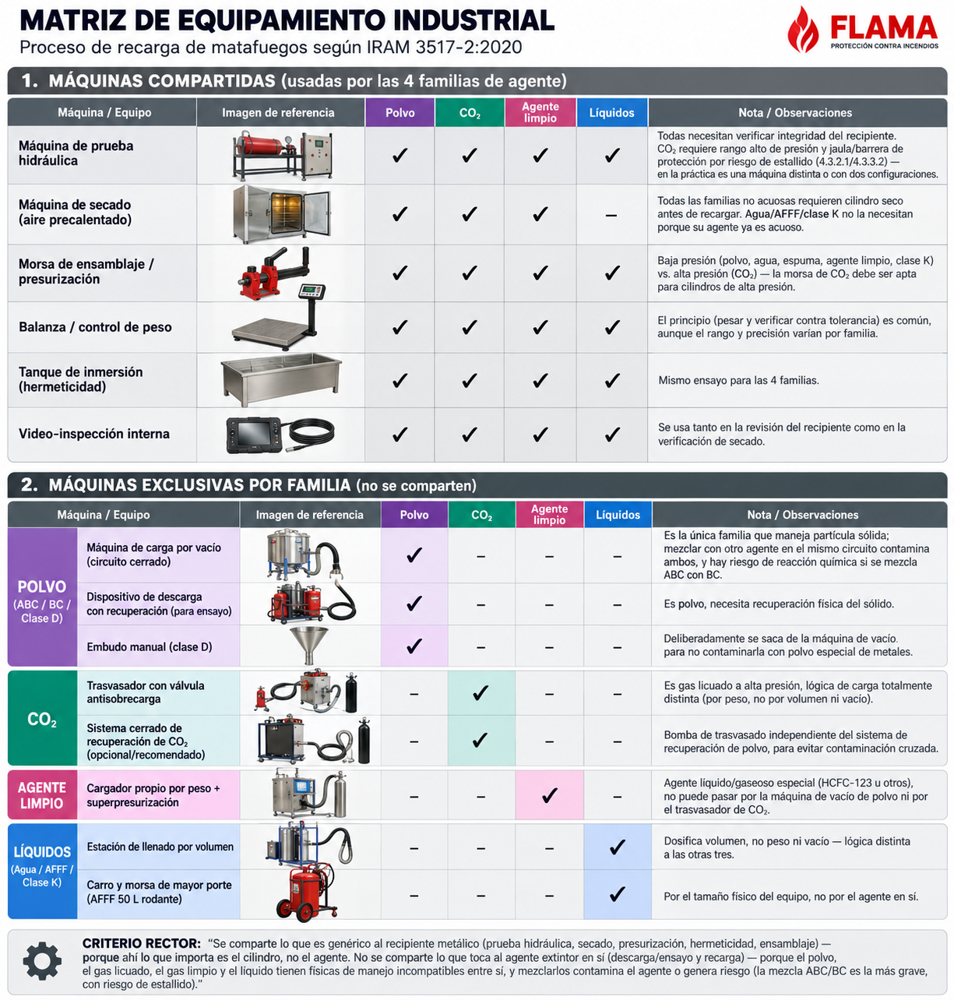 MATRIZ DE EQUIPAMIENTO INDUSTRIAL
Proceso de recarga de matafuegos según IRAM 3517-2:2020
FLAMA
PROTECCIÓN CONTRA INCENDIOS
1. MÁQUINAS COMPARTIDAS (usadas por las 4 familias de agente)
Máquina / Equipo
Imagen de referencia
Polvo
CO₂
Agente
limpio
Líquidos
Nota / Observaciones
Máquina de prueba
hidráulica
✓ ✓ ✓ ✓
Todas necesitan verificar integridad del recipiente.
CO₂ requiere rango alto de presión y jaula/barrera de
protección por riesgo de estallido (4.3.2.1/4.3.3.2) —
en la práctica es una máquina distinta o con dos configuraciones.
Máquina de secado
(aire precalentado)
✓ ✓ ✓ –
Todas las familias no acuosas requieren cilindro seco
antes de recargar. Agua/AFFF/clase K no la necesitan
porque su agente ya es acuoso.
Morsa de ensamblaje /
presurización
✓ ✓ ✓ ✓
Baja presión (polvo, agua, espuma, agente limpio, clase K)
vs. alta presión (CO₂) — la morsa de CO₂ debe ser apta
para cilindros de alta presión.
Balanza / control de peso
✓ ✓ ✓ ✓
El principio (pesar y verificar contra tolerancia) es común,
aunque el rango y precisión varían por familia.
Tanque de inmersión
(hermeticidad)
✓ ✓ ✓ ✓
Mismo ensayo para las 4 familias.
Video-inspección interna
✓ ✓ ✓ ✓
Se usa tanto en la revisión del recipiente como en la
verificación de secado.
2. MÁQUINAS EXCLUSIVAS POR FAMILIA (no se comparten)
Máquina / Equipo
Imagen de referencia
Polvo
CO₂
Agente
limpio
Líquidos
Nota / Observaciones
POLVO
(ABC / BC /
Clase D)
Máquina de carga por vacío
(circuito cerrado)
✓ – – –
Es la única familia que maneja partícula sólida;
mezclar con otro agente en el mismo circuito contamina
ambos, y hay riesgo de reacción química si se mezcla
ABC con BC.
Dispositivo de descarga
con recuperación (para ensayo)
✓ – – –
Es polvo, necesita recuperación física del sólido.
Embudo manual (clase D)
✓ – – –
Deliberadamente se saca de la máquina de vacío.
para no contaminarla con polvo especial de metales.
CO₂
Trasvasador con válvula
antisobrecarga
– ✓ – –
Es gas licuado a alta presión, lógica de carga totalmente
distinta (por peso, no por volumen ni vacío).
Sistema cerrado de
recuperación de CO₂
(opcional/recomendado)
– ✓ – –
Bomba de trasvasado independiente del sistema de
recuperación de polvo, para evitar contaminación cruzada.
AGENTE
LIMPIO
Cargador propio por peso +
superpresurización
– – ✓ –
Agente líquido/gaseoso especial (HCFC-123 u otros),
no puede pasar por la máquina de vacío de polvo ni por
el trasvasador de CO₂.
LÍQUIDOS
(Agua / AFFF /
Clase K)
Estación de llenado por volumen
– – – ✓
Dosifica volumen, no peso ni vacío — lógica distinta
a las otras tres.
Carro y morsa de mayor porte
(AFFF 50 L rodante)
– – – ✓
Por el tamaño físico del equipo, no por el agente en sí.
CRITERIO RECTOR: “Se comparte lo que es genérico al recipiente metálico (prueba hidráulica, secado, presurización, hermeticidad, ensamblaje) —
porque ahí lo que importa es el cilindro, no el agente. No se comparte lo que toca al agente extintor en sí (descarga/ensayo y recarga) — porque el polvo,
el gas licuado, el gas limpio y el líquido tienen físicas de manejo incompatibles entre sí, y mezclarlos contamina el agente o genera riesgo (la mezcla ABC/BC es la más grave,
con riesgo de estallido).”